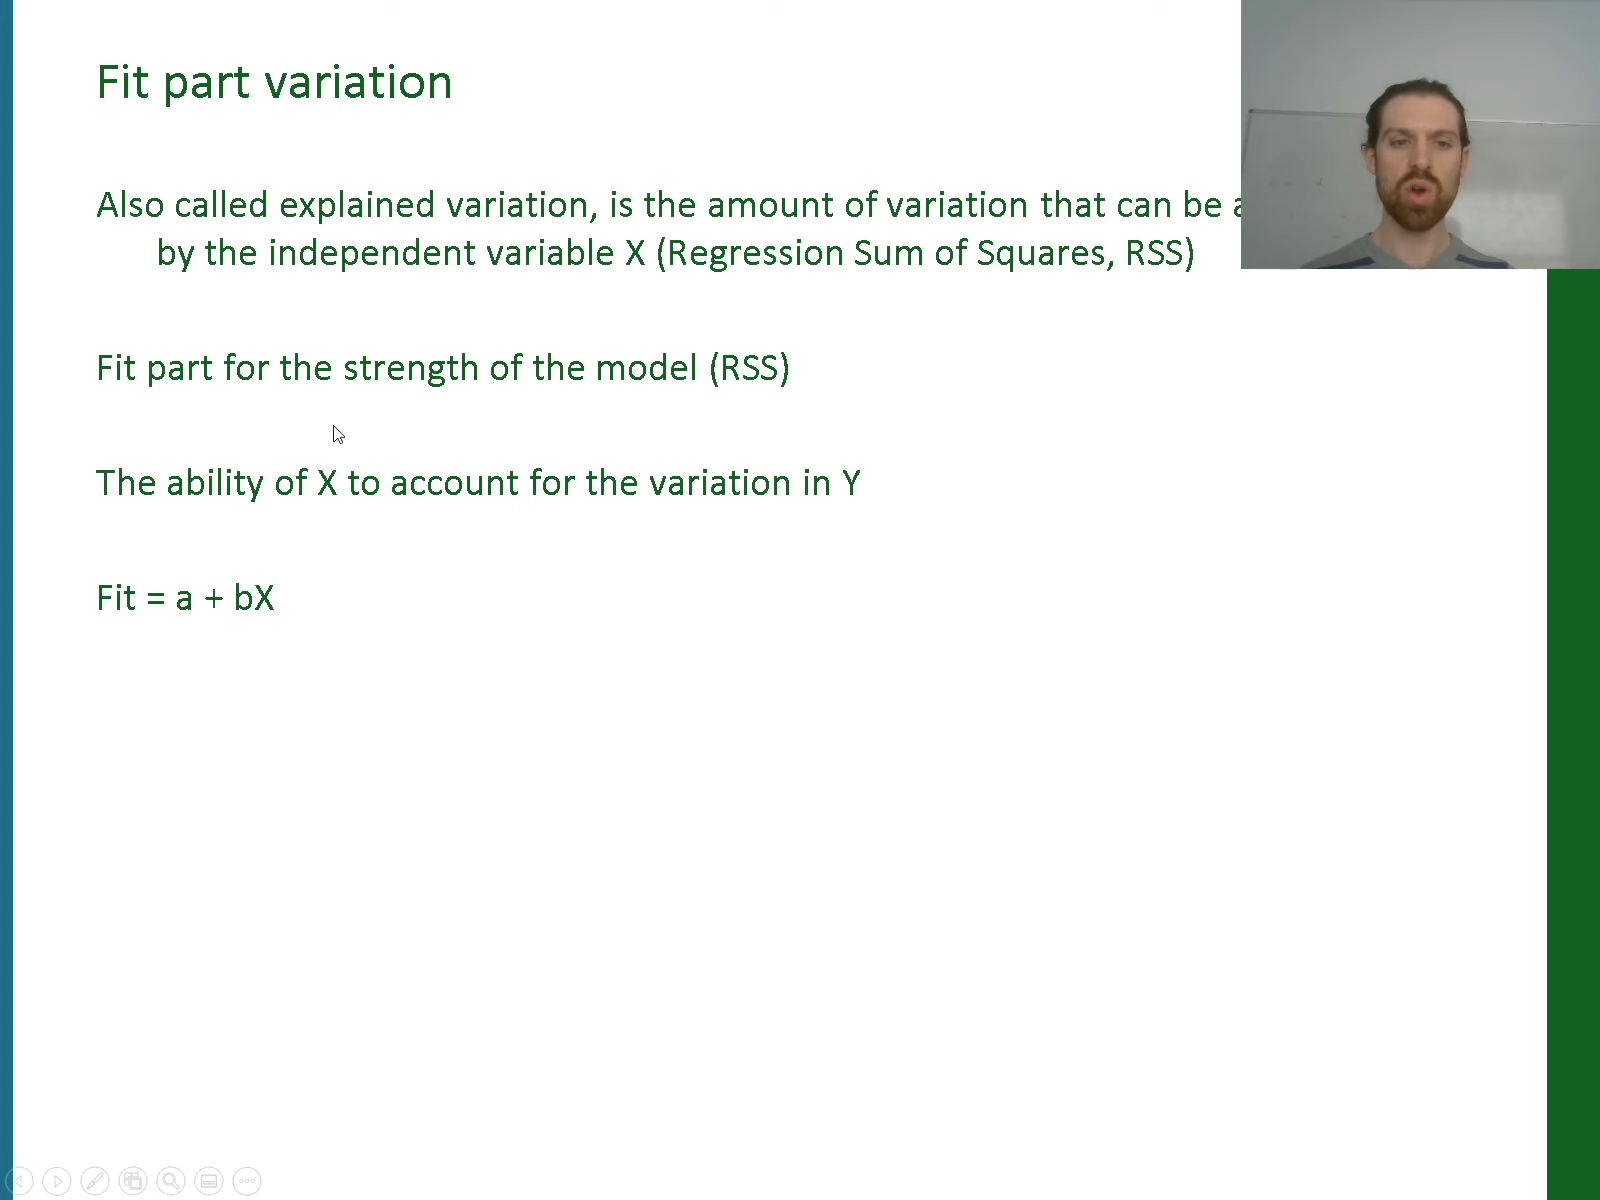 Fit part variation
Also called explained variation, is the amount of variation that can be
by the independent variable X (Regression Sum of Squares, RSS)
Fit part for the strength of the model (RSS)
The ability of X to account for the variation in Y
Fit = a + bX